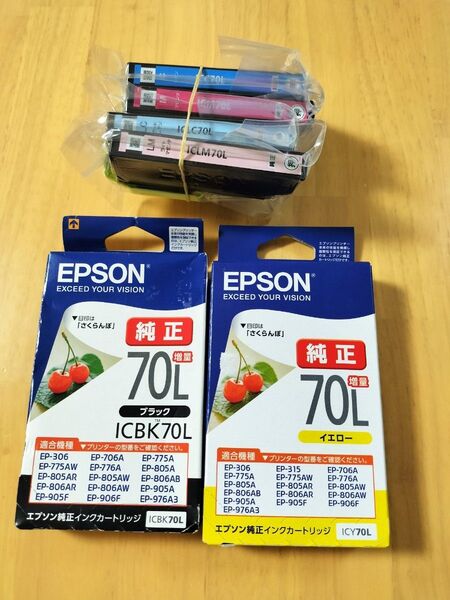 ICC70L
M
ICM70L
ICLC70L
LM
ICLM70L
EPSON
EXCEED YOUR VISION
▼目印は
「さくらんぼ」
純正
70L
増量
ブラック
ICBK70L
適合機種
▼プリンターの型番をご確認ください。
EP-306 EP-706A EP-775A
EP-775AW EP-776A EP-805A
EP-805AR EP-805AW EP-806AB
EP-806AR EP-806AW EP-905A
EP-905F EP-906F EP-976A3
エプソン純正インクカートリッジ
ICBK70L
EPSON
EXCEED YOUR VISION
▼目印は
「さくらんぼ」
純正
70L
増量
イエロー
適合機種
▼プリンターの型番をご確認ください。
EP-306 EP-315 EP-706A
EP-775A EP-775AW EP-776A
EP-805A EP-805AR EP-805AW
EP-806AB EP-806AR EP-806AW
EP-905A EP-905F EP-906F
EP-976A3
エプソン純正インクカートリッジ
ICY70L